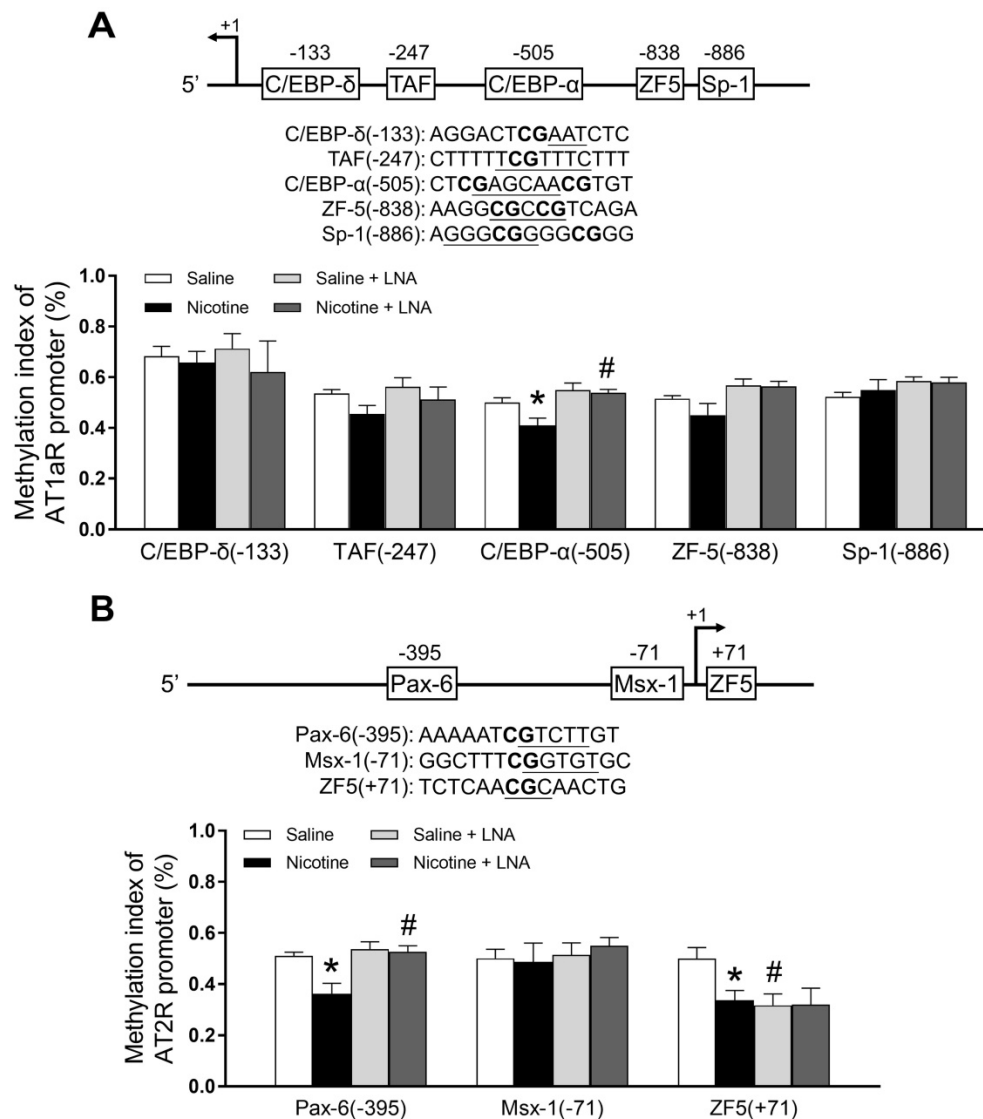 A
+1
-133 -247 -505 -838 -886
5’ C/EBP-δ TAF C/EBP-α ZF5 Sp-1
C/EBP-δ(-133): AGGACTCGAATCTC
TAF(-247): CTTTTTCGTTTCTTT
C/EBP-α(-505): CTCGAGCAACGTGT
ZF-5(-838): AAGGCGCCGTCAGA
Sp-1(-886): AGGGCGGGGCGGG
Methylation index of
AT1aR promoter (%)
1.0
0.8
0.6
0.4
0.2
0.0
Saline Saline + LNA
Nicotine Nicotine + LNA
* #
C/EBP-δ(-133) TAF(-247) C/EBP-α(-505) ZF-5(-838) Sp-1(-886)
B
+1
-395 -71 +71
5’ Pax-6 Msx-1 ZF5
Pax-6(-395): AAAAATCGTCTTGT
Msx-1(-71): GGCTTTCGGTGTGC
ZF5(+71): TCTCAACGCAACTG
Methylation index of
AT2R promoter (%)
1.0
0.8
0.6
0.4
0.2
0.0
Saline Saline + LNA
Nicotine Nicotine + LNA
* # * #
Pax-6(-395) Msx-1(-71) ZF5(+71)